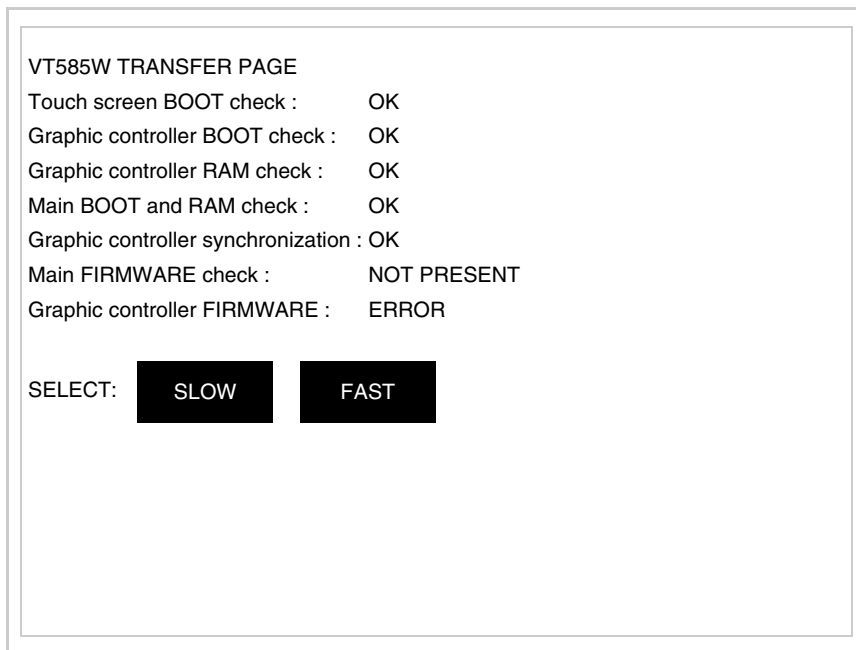 VT585W TRANSFER PAGE
Touch screen BOOT check : OK
Graphic controller BOOT check : OK
Graphic controller RAM check : OK
Main BOOT and RAM check : OK
Graphic controller synchronization : OK
Main FIRMWARE check : NOT PRESENT
Graphic controller FIRMWARE : ERROR
SELECT: SLOW FAST